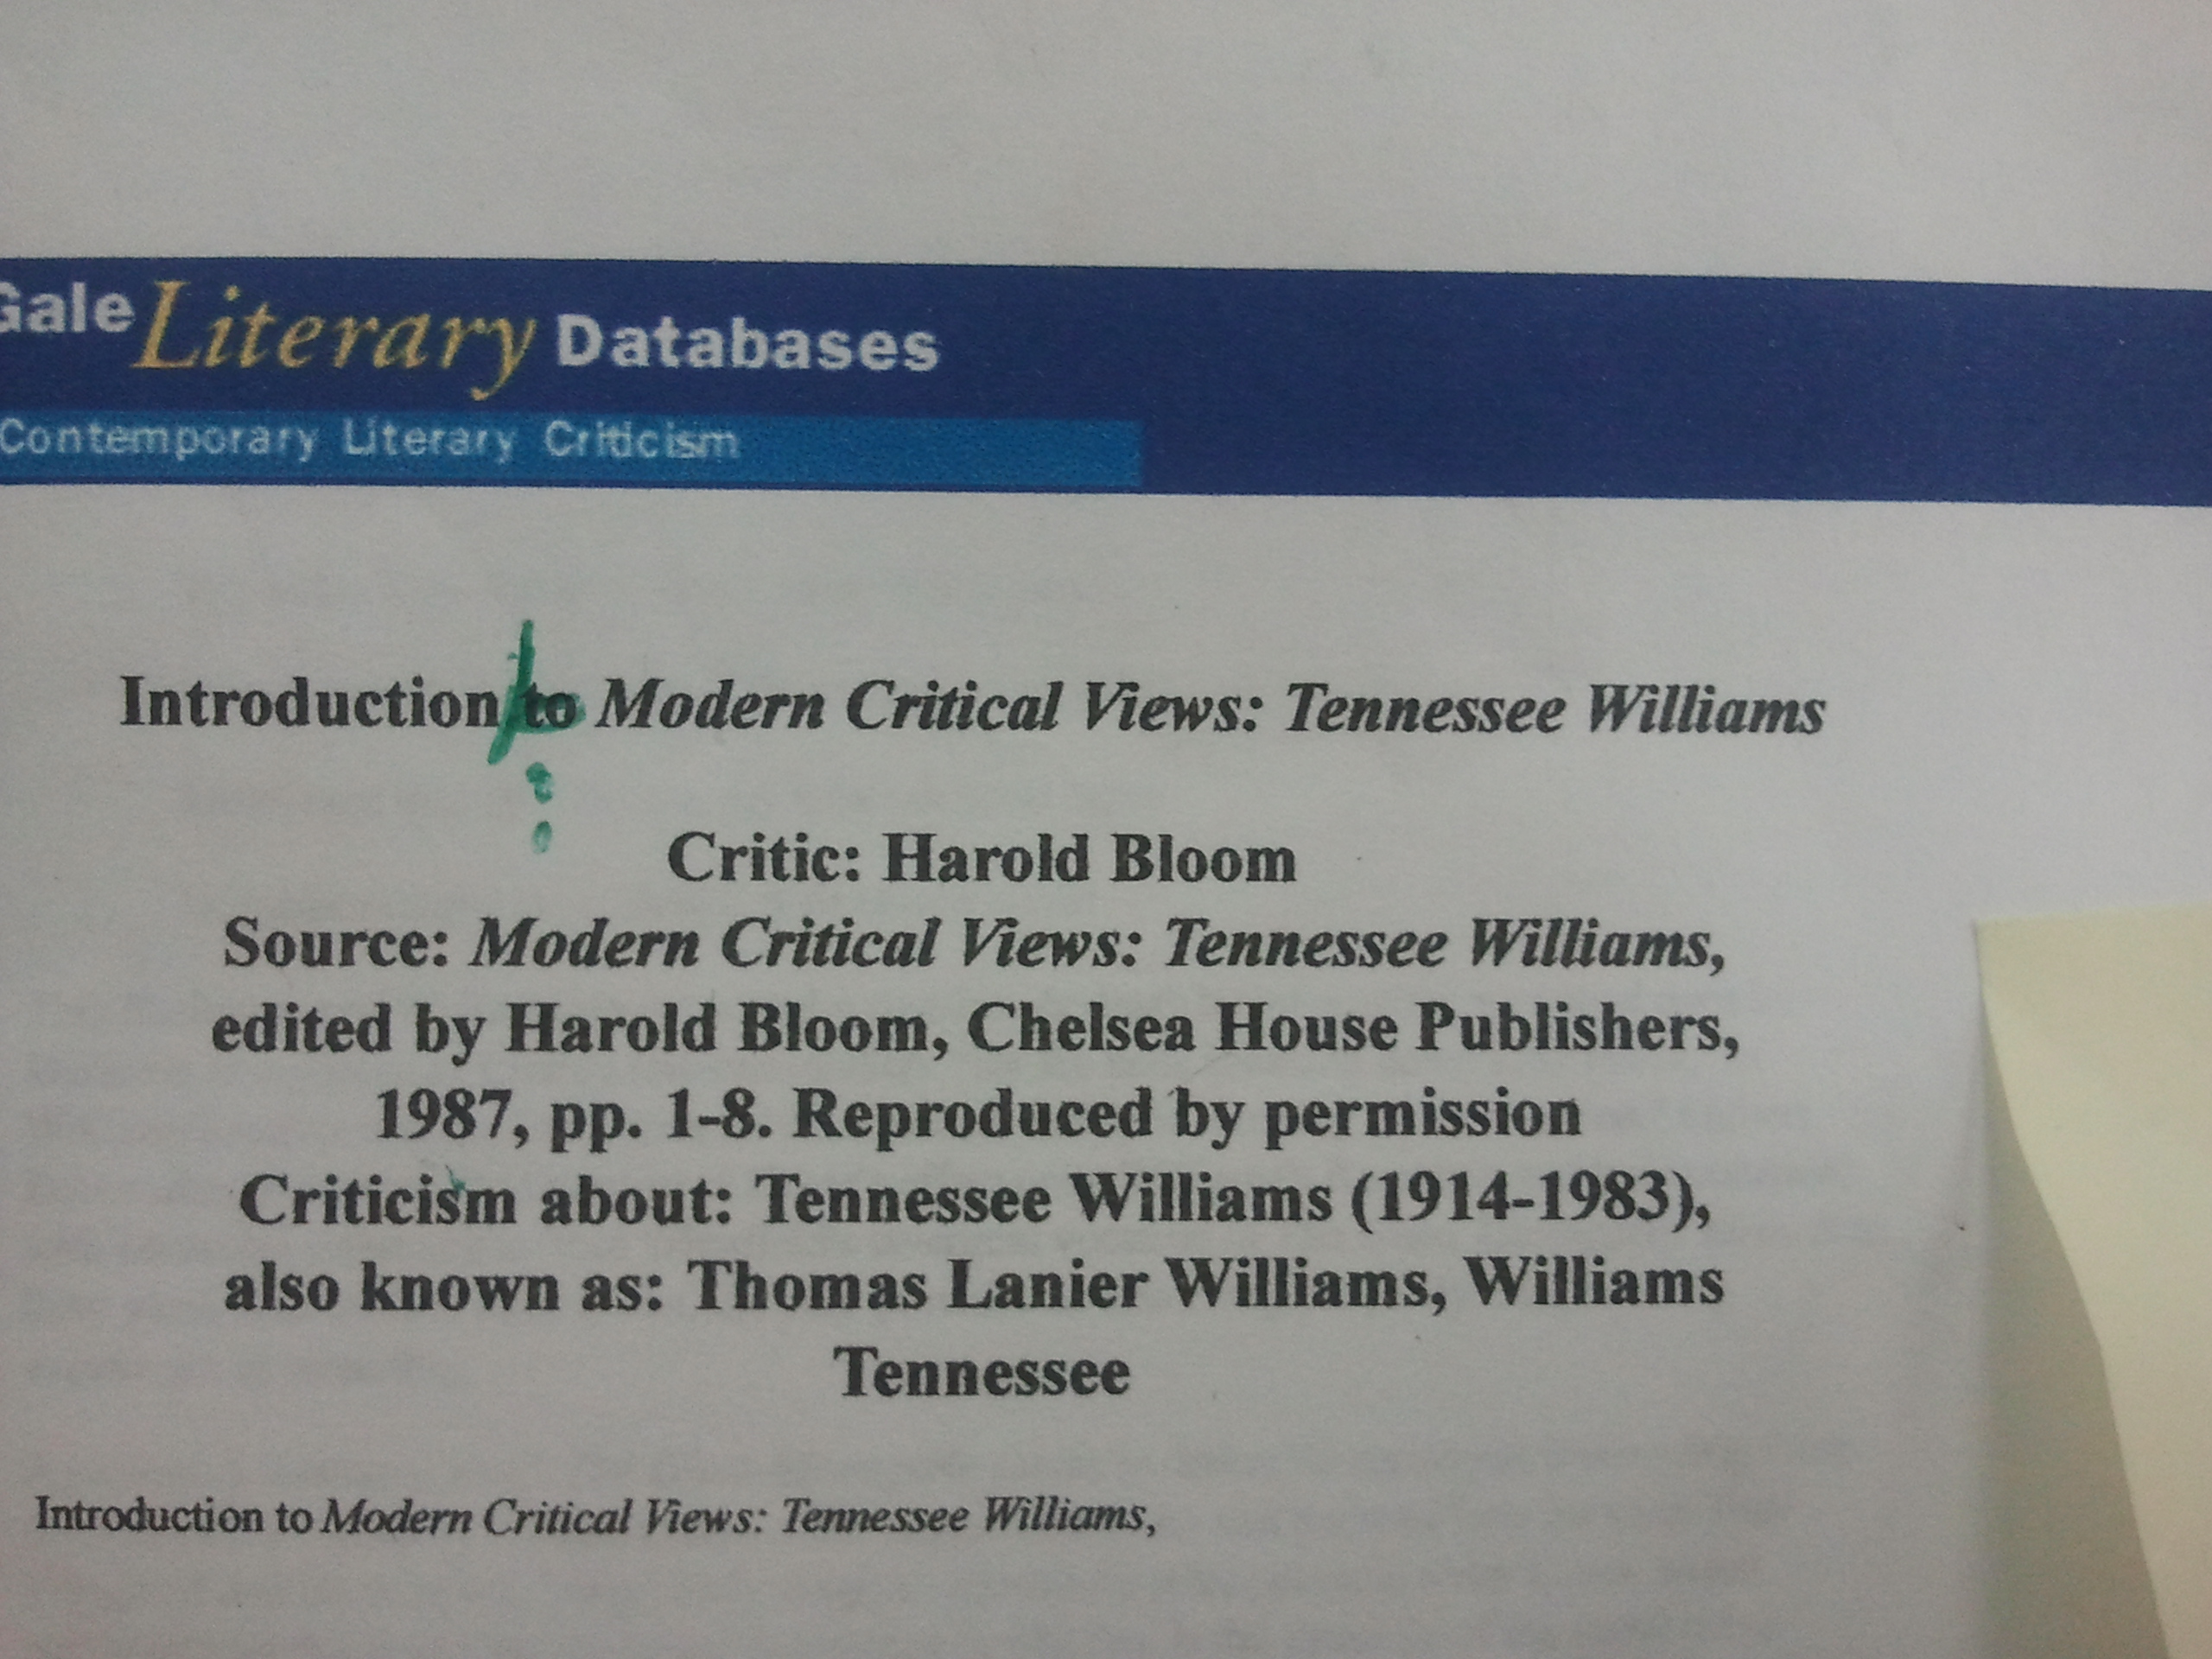 Gale Literary Databases
Contemporary Literary Criticism
Introduction to Modern Critical Views: Tennessee Williams
Critic: Harold Bloom
Source: Modern Critical Views: Tennessee Williams,
edited by Harold Bloom, Chelsea House Publishers,
1987, pp. 1-8. Reproduced by permission
Criticism about: Tennessee Williams (1914-1983),
also known as: Thomas Lanier Williams, Williams
Tennessee
Introduction to Modern Critical Views: Tennessee Williams,